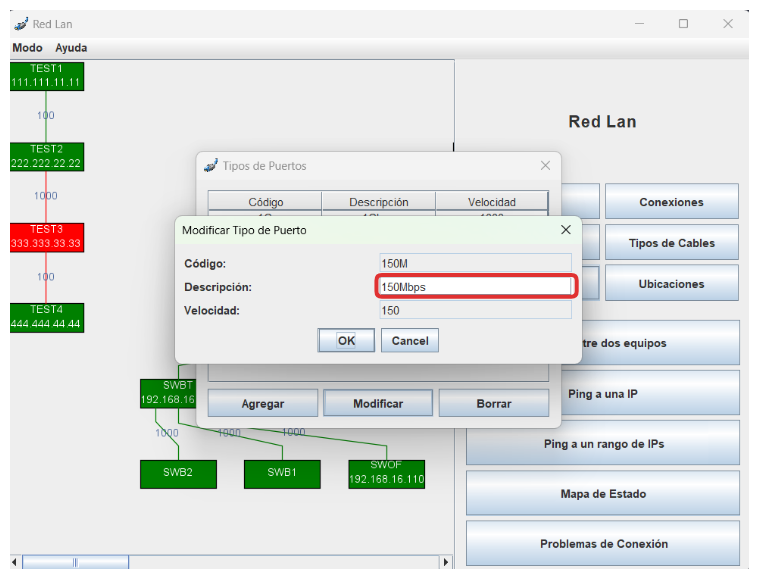 Red Lan
Modo Ayuda
TEST1
111.111.11.11
100
TEST2
222.222.22.22
1000
TEST3
333.333.33.33
100
TEST4
444.444.44.44
Red Lan
Tipos de Puertos
Código Descripción Velocidad
Modificar Tipo de Puerto
Código: 150M
Descripción: 150Mbps
Velocidad: 150
OK Cancel
Agregar Modificar Borrar
Conexiones
Tipos de Cables
Ubicaciones
tre dos equipos
Ping a una IP
Ping a un rango de IPs
Mapa de Estado
Problemas de Conexión
SWBT
192.168.16
1000 1000 1000
SWB2
SWB1
SWOF
192.168.16.110